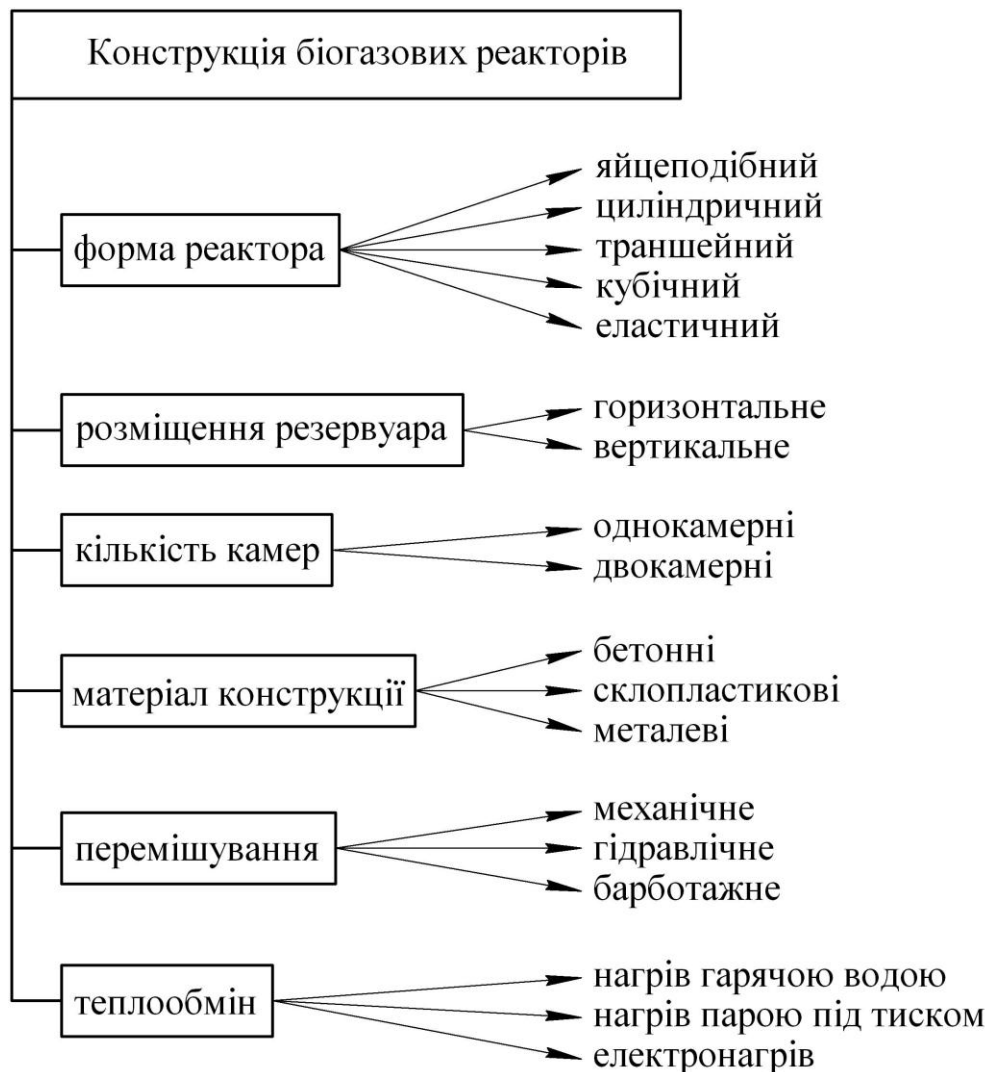 Конструкція біогазових реакторів
форма реактора
яйцеподібний
циліндричний
траншейний
кубічний
еластичний
розміщення резервуара
горизонтальне
вертикальне
кількість камер
однокамерні
двокамерні
матеріал конструкції
бетонні
склопластикові
металеві
перемішування
механічне
гідравлічне
барботажне
теплообмін
нагрів гарячою водою
нагрів парою під тиском
електронагрів